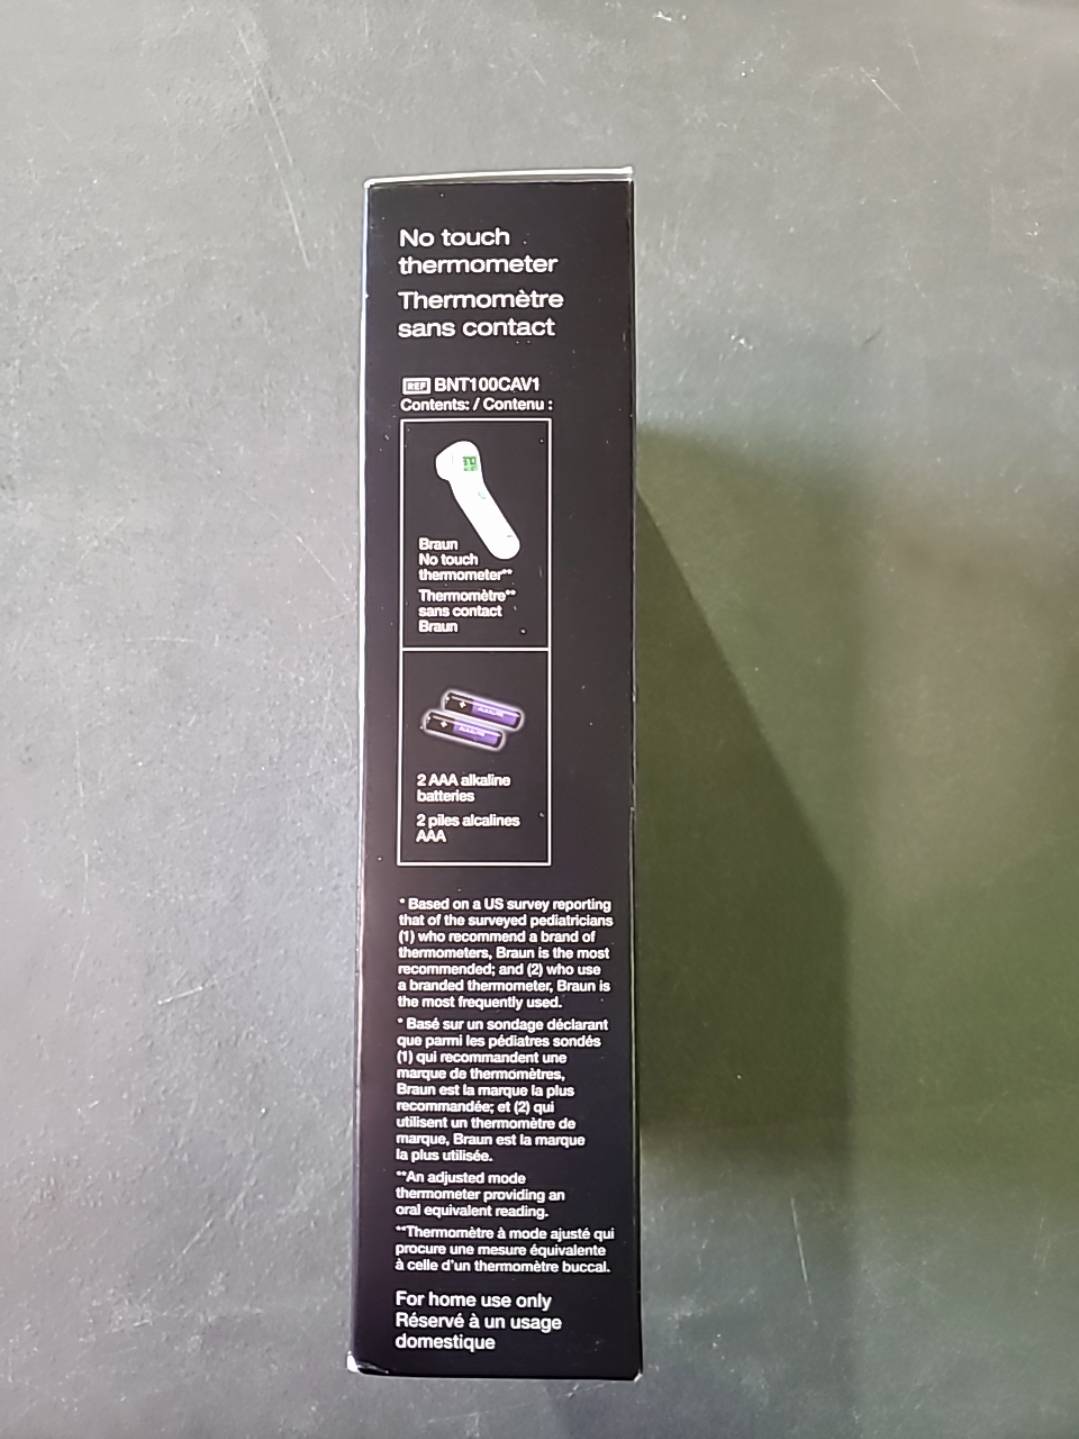 No touch
thermometer
Thermomètre
sans contact
REF BNT100CAV1
Contents: / Contenu :
Braun
No touch
thermometer**
Thermomètre**
sans contact
Braun
ALKALINE
ALKALINE
2 AAA alkaline
batteries
2 piles alcalines
AAA
* Based on a US survey reporting
that of the surveyed pediatricians
(1) who recommend a brand of
thermometers, Braun is the most
recommended; and (2) who use
a branded thermometer, Braun is
the most frequently used.
* Basé sur un sondage déclarant
que parmi les pédiatres sondés
(1) qui recommandent une
marque de thermomètres,
Braun est la marque la plus
recommandée; et (2) qui
utilisent un thermomètre de
marque, Braun est la marque
la plus utilisée.
**An adjusted mode
thermometer providing an
oral equivalent reading.
**Thermomètre à mode ajusté qui
procure une mesure équivalente
à celle d'un thermomètre buccal.
For home use only
Réservé à un usage
domestique